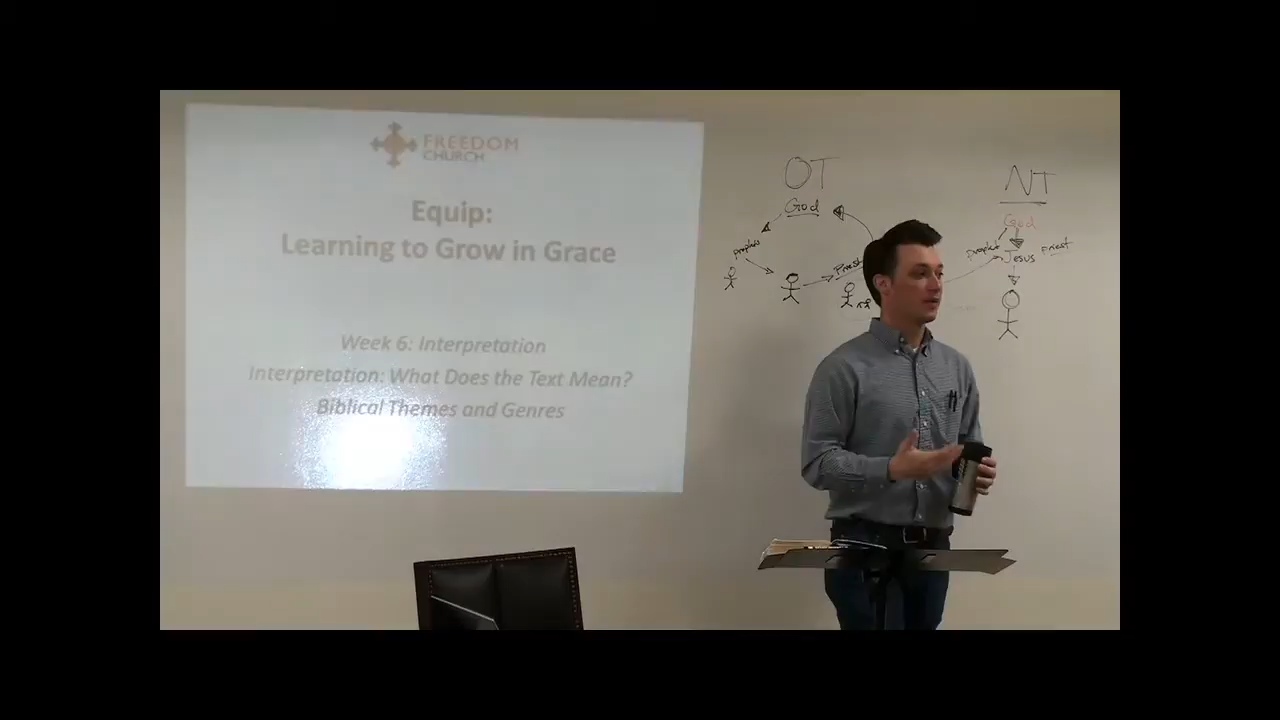 FREEDOM
CHURCH
Equip:
Learning to Grow in Grace
Week 6: Interpretation
Interpretation: What Does the Text Mean?
Biblical Themes and Genres
OT
God
Prophets
Priest
NT
God
Prophet
Priest
Jesus